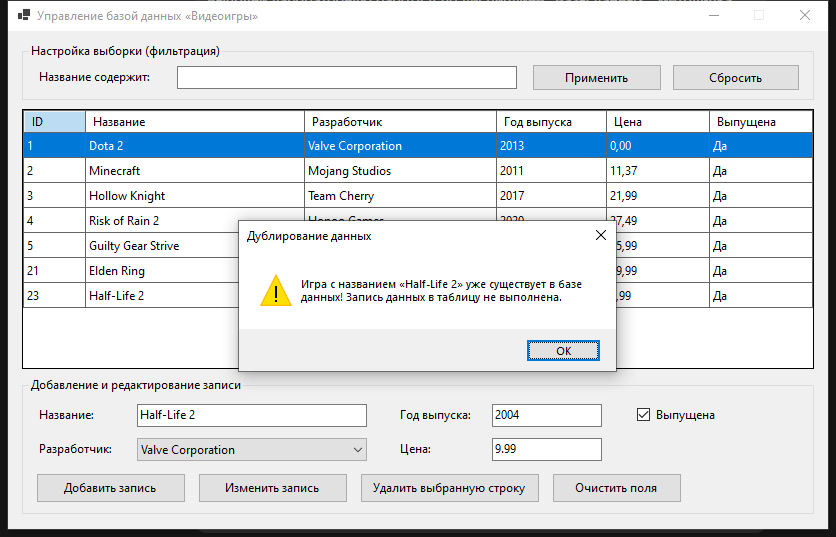 Управление базой данных «Видеоигры»
Настройка выборки (фильтрация)
Название содержит: Применить Сбросить
ID Название Разработчик Год выпуска Цена Выпущена
1 Dota 2 Valve Corporation 2013 0,00 Да
2 Minecraft Mojang Studios 2011 11,37 Да
3 Hollow Knight Team Cherry 2017 21,99 Да
4 Risk of Rain 2 Да
5 Guilty Gear Strive Да
21 Elden Ring Да
23 Half-Life 2 Да
Дублирование данных
Игра с названием «Half-Life 2» уже существует в базе
данных! Запись данных в таблицу не выполнена.
OK
Добавление и редактирование записи
Название: Half-Life 2 Год выпуска: 2004 Выпущена
Разработчик: Valve Corporation Цена: 9.99
Добавить запись Изменить запись Удалить выбранную строку Очистить поля